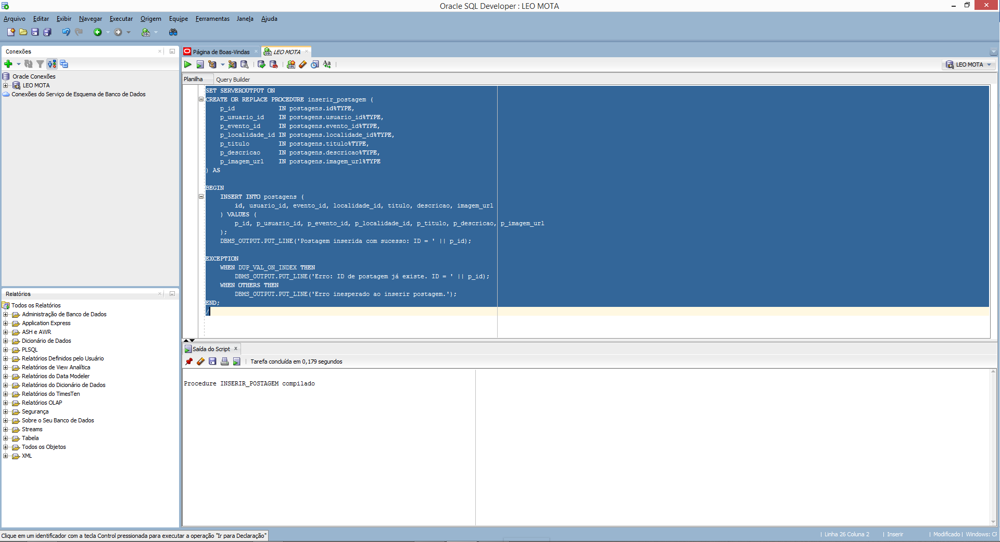 Oracle SQL Developer : LEO MOTA
Arquivo Editar Exibir Navegar Executar Origem Equipe Ferramentas Janela Ajuda
Conexões
Oracle Conexões
LEO MOTA
Conexões do Serviço de Esquema de Banco de Dados
Relatórios
Todos os Relatórios
Administração de Banco de Dados
Application Express
ASH e AWR
Dicionário de Dados
PLSQL
Relatórios Definidos pelo Usuário
Relatórios de View Analítica
Relatórios do Data Modeler
Relatórios do Dicionário de Dados
Relatórios do TimesTen
Relatórios OLAP
Segurança
Sobre o Seu Banco de Dados
Streams
Tabela
Todos os Objetos
XML
Página de Boas-Vindas LEO MOTA
LEO MOTA
Planilha Query Builder
SET SERVEROUTPUT ON
CREATE OR REPLACE PROCEDURE inserir_postagem (
p_id IN postagens.id%TYPE,
p_usuario_id IN postagens.usuario_id%TYPE,
p_evento_id IN postagens.evento_id%TYPE,
p_localidade_id IN postagens.localidade_id%TYPE,
p_titulo IN postagens.titulo%TYPE,
p_descricao IN postagens.descricao%TYPE,
p_imagem_url IN postagens.imagem_url%TYPE
) AS
BEGIN
INSERT INTO postagens (
id, usuario_id, evento_id, localidade_id, titulo, descricao, imagem_url
) VALUES (
p_id, p_usuario_id, p_evento_id, p_localidade_id, p_titulo, p_descricao, p_imagem_url
);
DBMS_OUTPUT.PUT_LINE('Postagem inserida com sucesso: ID = ' || p_id);
EXCEPTION
WHEN DUP_VAL_ON_INDEX THEN
DBMS_OUTPUT.PUT_LINE('Erro: ID de postagem já existe. ID = ' || p_id);
WHEN OTHERS THEN
DBMS_OUTPUT.PUT_LINE('Erro inesperado ao inserir postagem.');
END;
/
Saída do Script
Tarefa concluída em 0,179 segundos
Procedure INSERIR_POSTAGEM compilado
Clique em um identificador com a tecla Control pressionada para executar a operação "Ir para Declaração"
Linha 26 Coluna 2 | Inserir | Modificado | Windows: CF